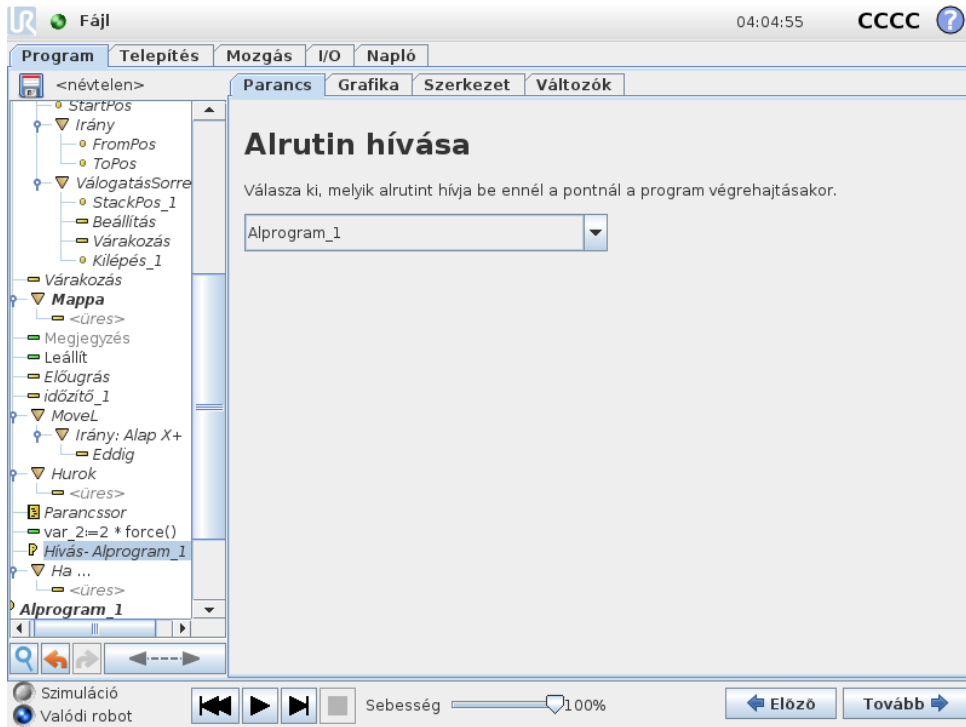 UR Fájl 04:04:55 CCCC ?
Program Telepítés Mozgás I/O Napló
<névtelen>
Parancs Grafika Szerkezet Változók
StartPos
Irány
FromPos
ToPos
VálogatásSorre
StackPos_1
Beállítás
Várakozás
Kilépés_1
Várakozás
Mappa
<üres>
Megjegyzés
Leállít
Előugrás
időzítő_1
MoveL
Irány: Alap X+
Eddig
Hurok
<üres>
Parancssor
var_2:=2 * force()
P Hívás- Alprogram_1
Ha ...
<üres>
Alprogram_1
Alrutin hívása
Válasza ki, melyik alrutint hívja be ennél a pontnál a program végrehajtásakor.
Alprogram_1
Szimuláció
Valódi robot
Sebesség 100%
Elözö
Tovább